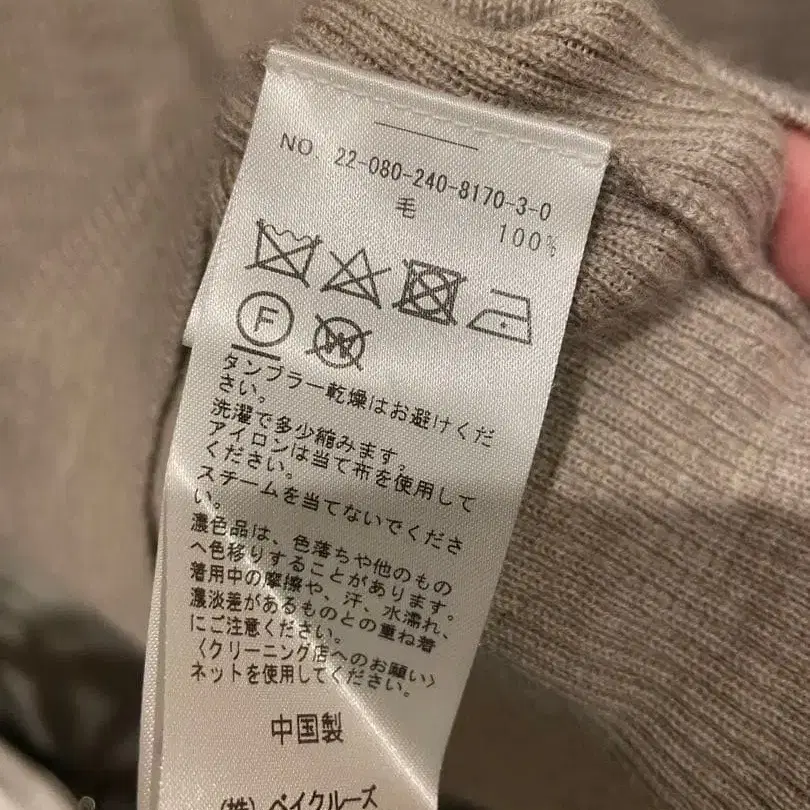 NO. 22-080-240-8170-3-0
毛 100%
F
W
タンブラー乾燥はお避けくだ
さい。
洗濯で多少縮みます。
アイロンは当て布を使用して
ください。
スチームを当てないでくださ
い。
濃色品は、色落ちや他のもの
へ色移りすることがあります。
着用中の摩擦や、汗、水濡れ、
濃淡差があるものとの重ね着
にご注意ください。
〈クリーニング店へのお願い〉
ネットを使用してください。
中国製
(株)ベイクルーズ